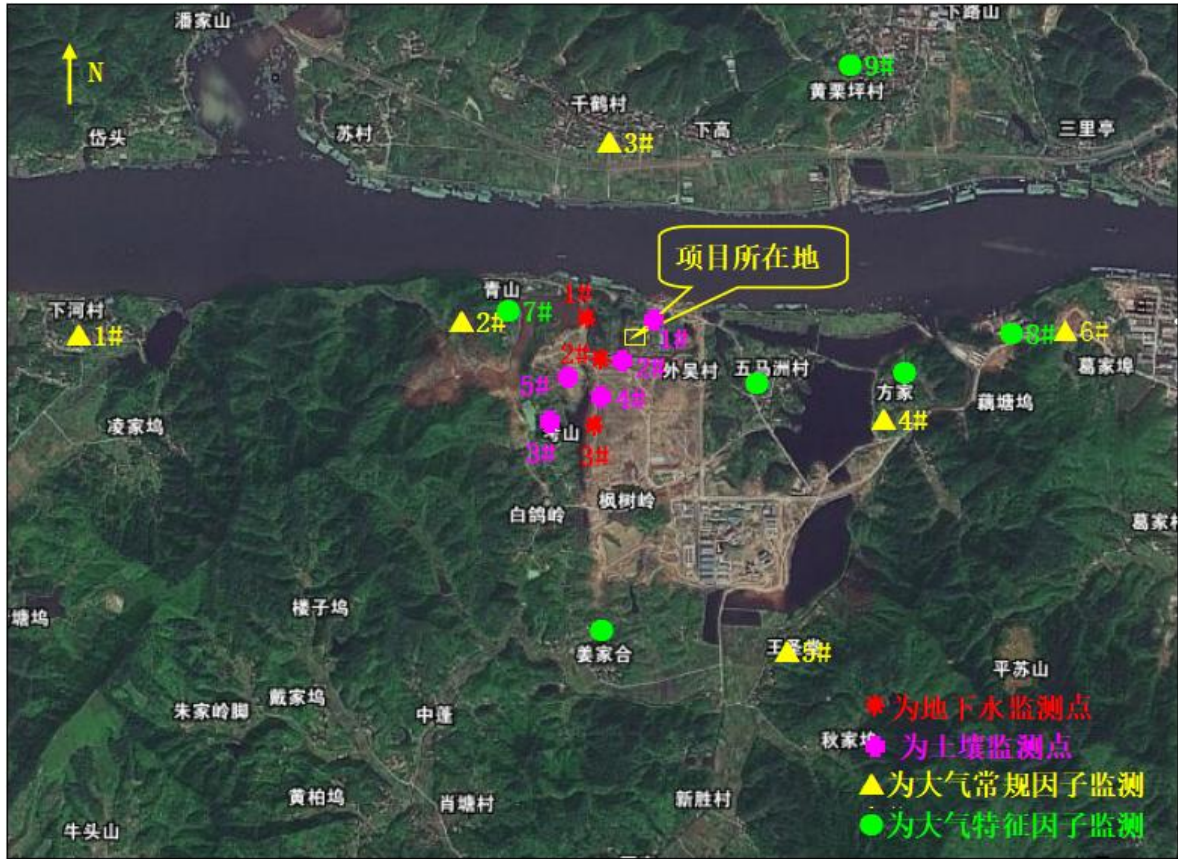 潘家山
下路山
N
9#
黄栗坪村
千鹤村
苏村
下高
三里亭
岱头
3#
项目所在地
青山
1#
下河村
7#
1#
2#
1#
8#
6#
2#
2#
外吴村
五马洲村
葛家埠
5#
方家
4#
藕塘坞
4#
凌家坞
3#
3#
枫树岭
白鸽岭
葛家村
楼子坞
塘坞
姜家合
5#
平苏山
戴家坞
朱家岭脚
中蓬
为地下水监测点
秋家坞
为土壤监测点
为大气常规因子监测
黄柏坞
肖塘村
新胜村
为大气特征因子监测
牛头山